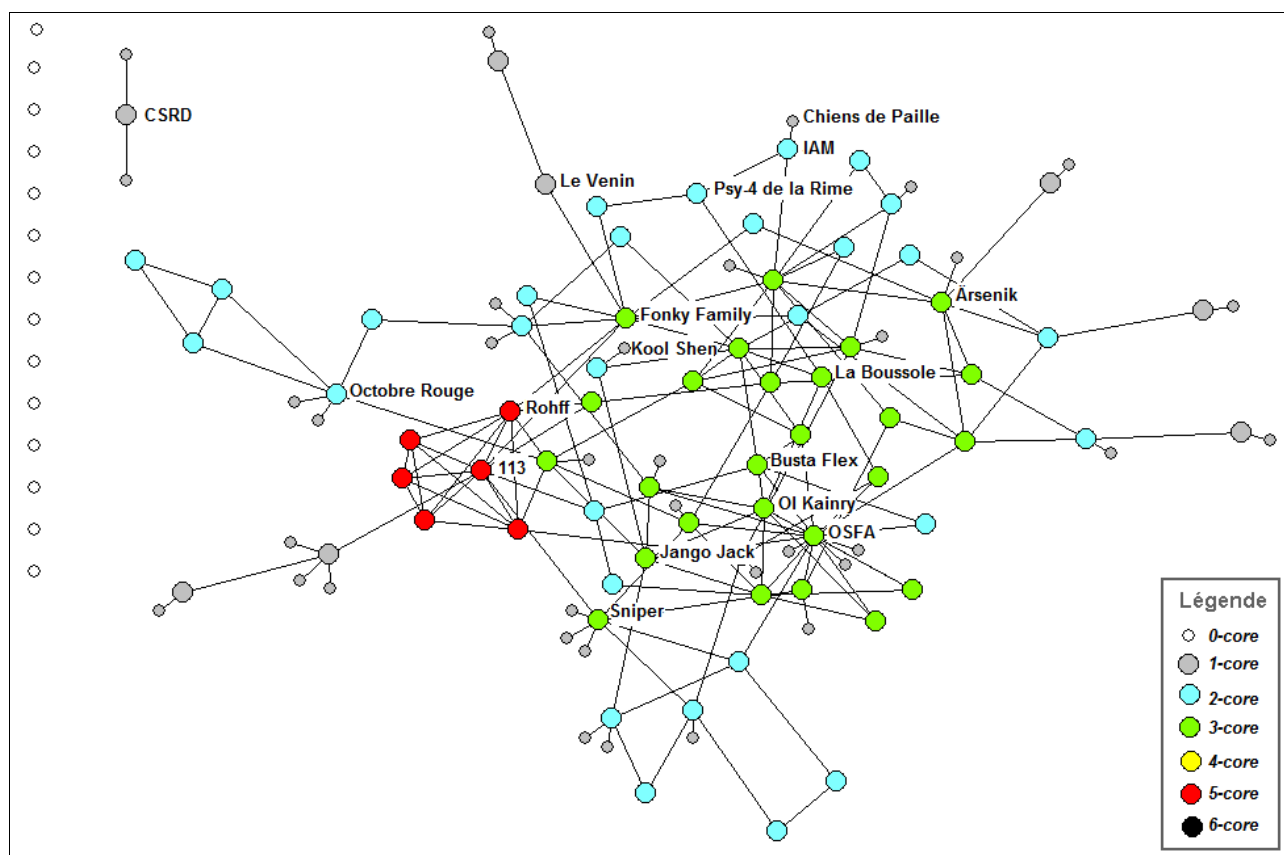 CSRD
Chiens de Paille
IAM
Le Venin
Psy-4 de la Rime
Ärsenik
Fonky Family
Kool Shen
La Boussole
Octobre Rouge
Rohff
113
Busta Flex
Ol Kainry
OSFA
Jango Jack
Sniper
Légende
0-core
1-core
2-core
3-core
4-core
5-core
6-core